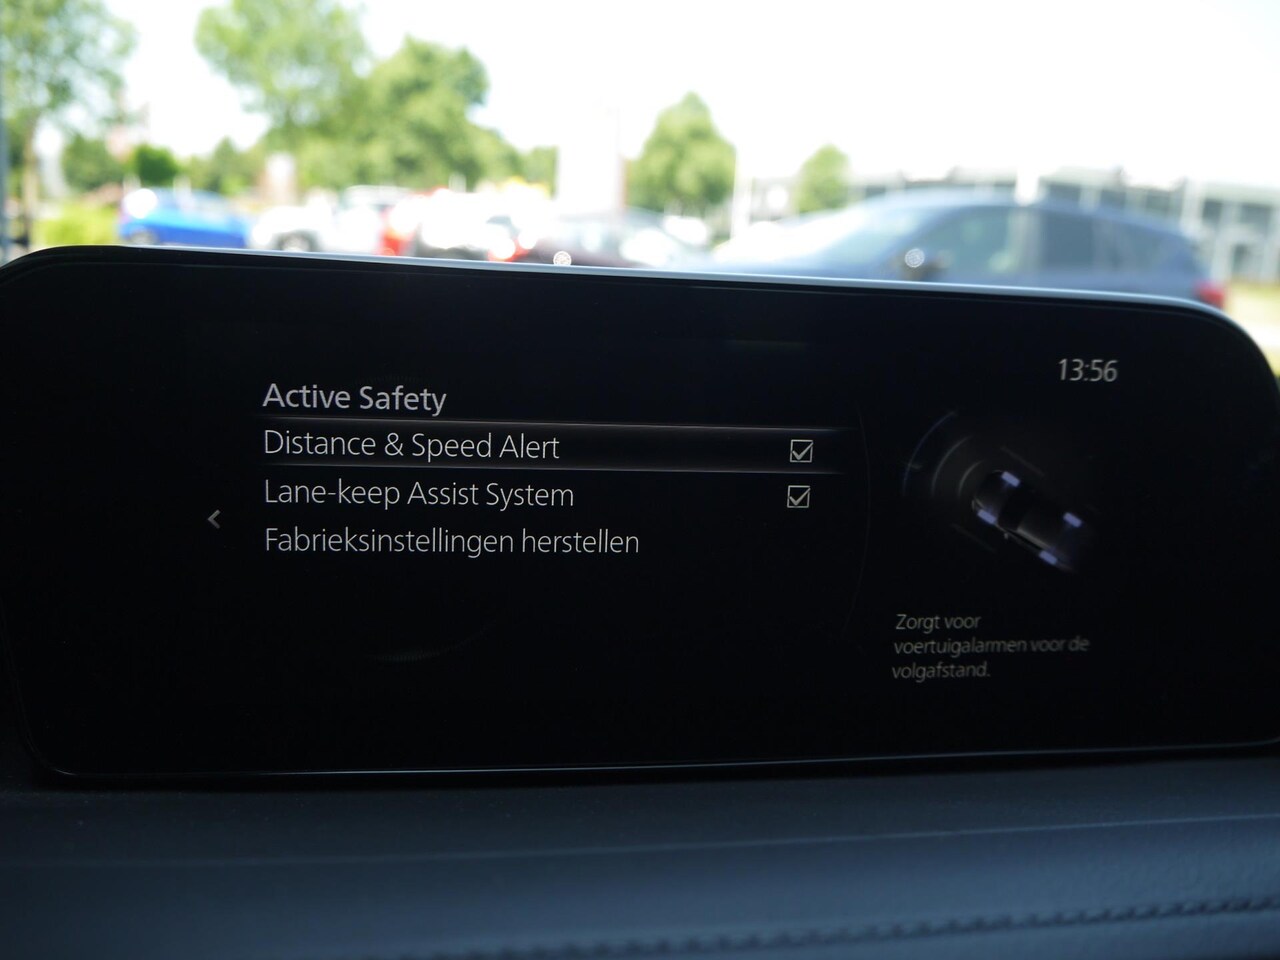 13:56
Active Safety
Distance & Speed Alert
Lane-keep Assist System
Fabrieksinstellingen herstellen
Zorgt voor
voertuigalarmen voor de
volgafstand.